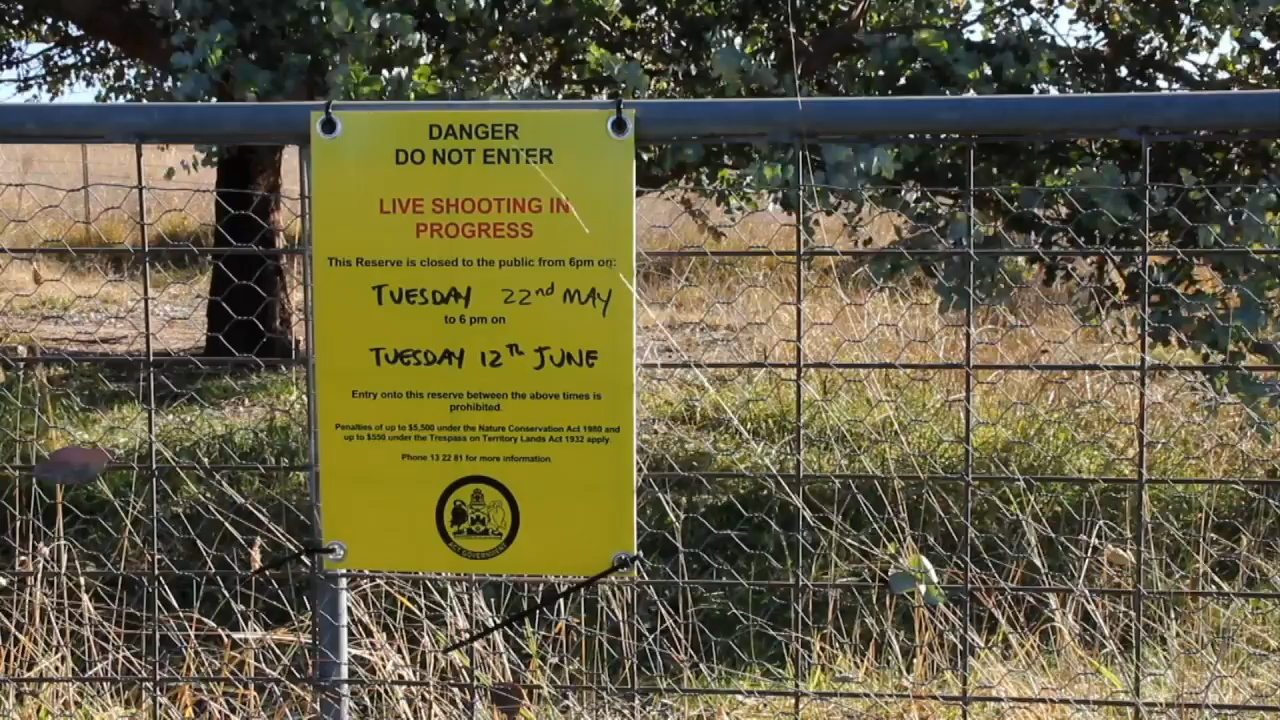 DANGER
DO NOT ENTER
LIVE SHOOTING IN
PROGRESS
This Reserve is closed to the public from 6pm on:
TUESDAY 22nd MAY
to 6 pm on
TUESDAY 12th JUNE
Entry onto this reserve between the above times is
prohibited.
Penalties of up to $5,500 under the Nature Conservation Act 1980 and
up to $550 under the Trespass on Territory Lands Act 1932 apply.
Phone 13 22 81 for more information.
ACT GOVERNMENT